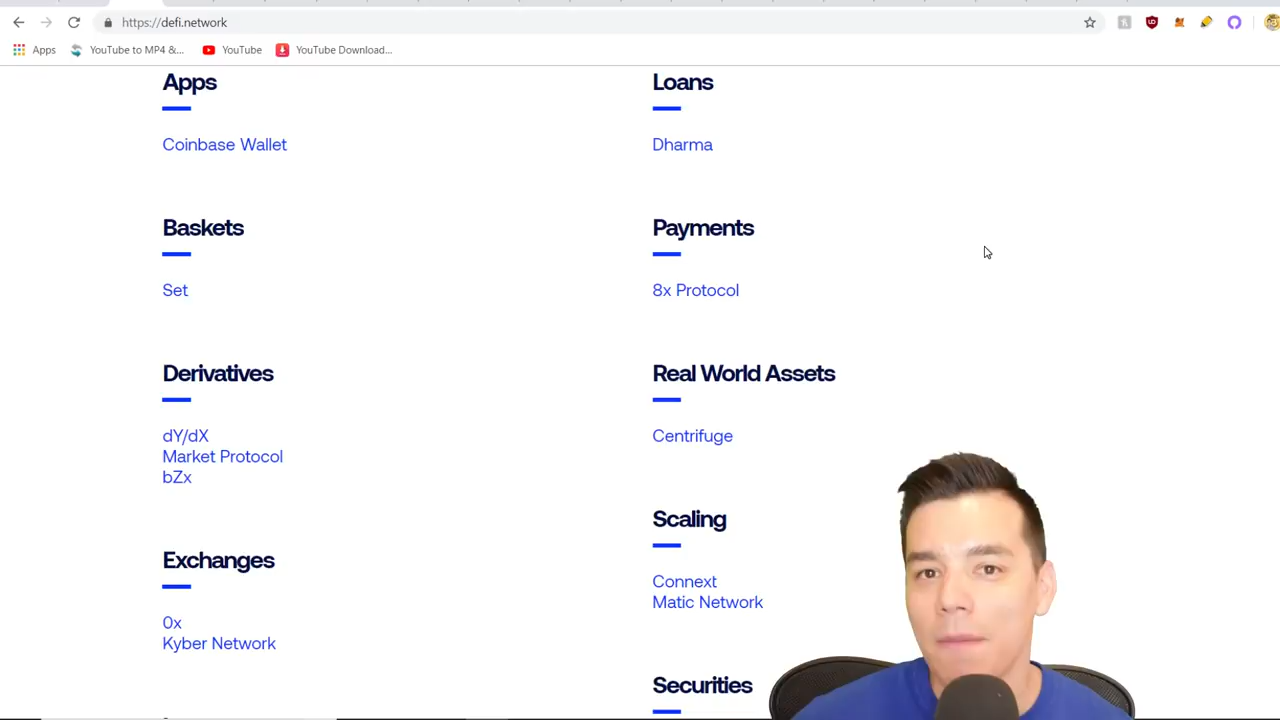 https://defi.network
Apps
YouTube to MP4 &...
YouTube
YouTube Download...
Apps
Coinbase Wallet
Baskets
Set
Derivatives
dY/dX
Market Protocol
bZx
Exchanges
0x
Kyber Network
Loans
Dharma
Payments
8x Protocol
Real World Assets
Centrifuge
Scaling
Connext
Matic Network
Securities